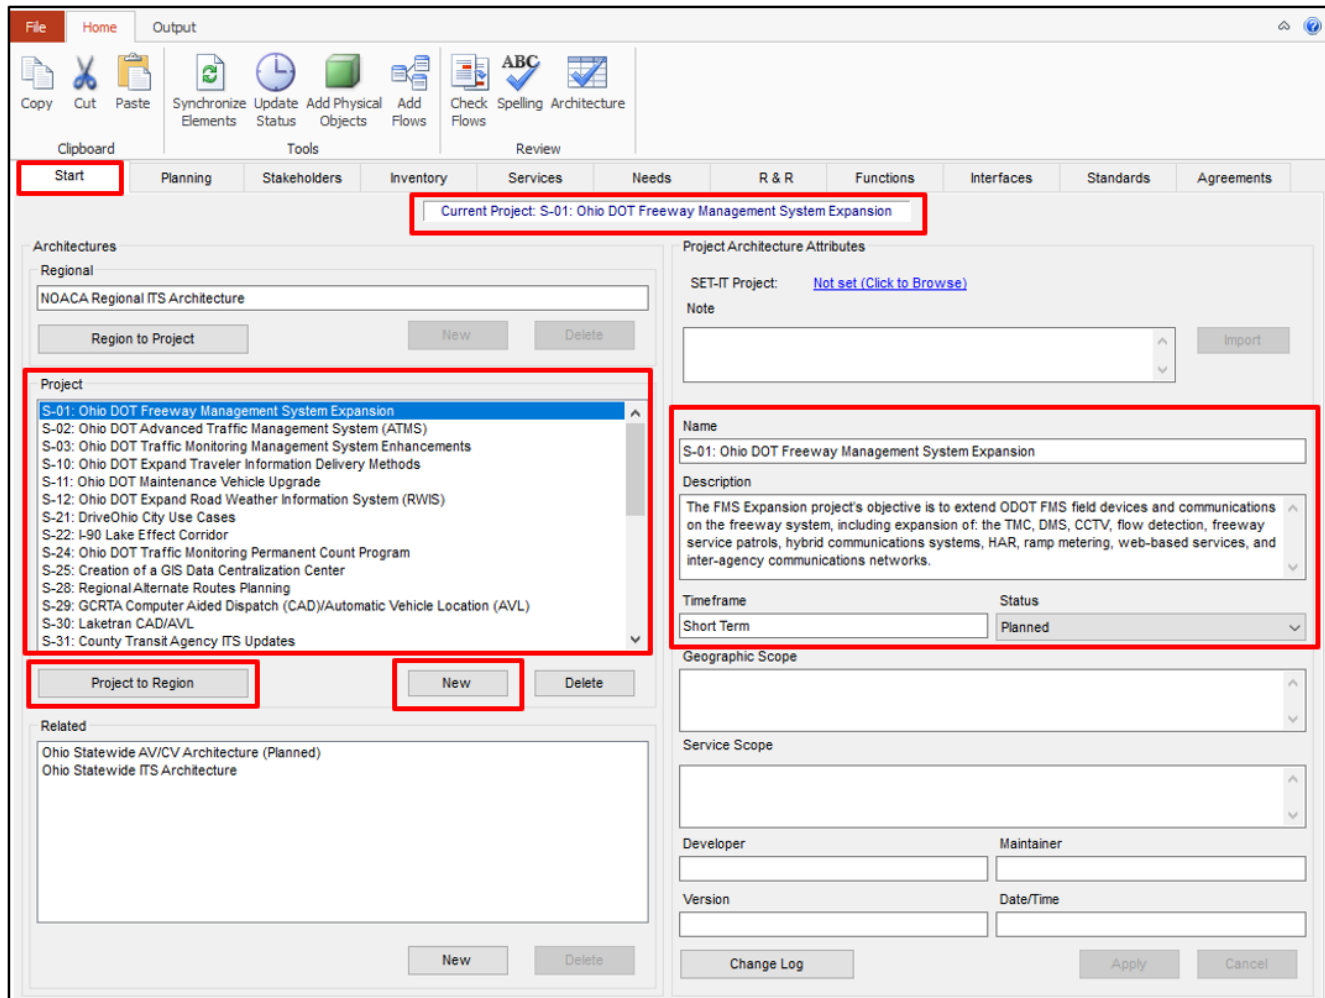 File Home Output
Copy Cut Paste Synchronize Elements Update Status Add Physical Objects Add Flows Check Flows ABC Spelling Architecture
Clipboard Tools Review
Start Planning Stakeholders Inventory Services Needs R & R Functions Interfaces Standards Agreements
Current Project: S-01: Ohio DOT Freeway Management System Expansion
Architectures
Regional
NOACA Regional ITS Architecture
Region to Project New Delete
Project
S-01: Ohio DOT Freeway Management System Expansion
S-02: Ohio DOT Advanced Traffic Management System (ATMS)
S-03: Ohio DOT Traffic Monitoring Management System Enhancements
S-10: Ohio DOT Expand Traveler Information Delivery Methods
S-11: Ohio DOT Maintenance Vehicle Upgrade
S-12: Ohio DOT Expand Road Weather Information System (RWIS)
S-21: DriveOhio City Use Cases
S-22: I-90 Lake Effect Corridor
S-24: Ohio DOT Traffic Monitoring Permanent Count Program
S-25: Creation of a GIS Data Centralization Center
S-28: Regional Alternate Routes Planning
S-29: GCRTA Computer Aided Dispatch (CAD)/Automatic Vehicle Location (AVL)
S-30: Laketran CAD/AVL
S-31: County Transit Agency ITS Updates
Project to Region New Delete
Related
Ohio Statewide AV/CV Architecture (Planned)
Ohio Statewide ITS Architecture
New Delete
Project Architecture Attributes
SET-IT Project: Not set (Click to Browse)
Note
Import
Name
S-01: Ohio DOT Freeway Management System Expansion
Description
The FMS Expansion project's objective is to extend ODOT FMS field devices and communications
on the freeway system, including expansion of: the TMC, DMS, CCTV, flow detection, freeway
service patrols, hybrid communications systems, HAR, ramp metering, web-based services, and
inter-agency communications networks.
Timeframe Status
Short Term Planned
Geographic Scope
Service Scope
Developer Maintainer
Version Date/Time
Change Log Apply Cancel